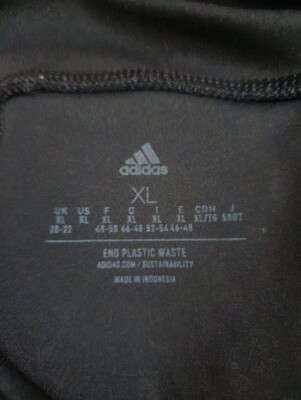 adidas
XL
UK US F D I E CDN J
XL XL XL XL XL XL XL/TG
20-22 48-50 46-48 52-54 46-48
END PLASTIC WASTE
ADIDAS.COM / SUSTAINABILITY
MADE IN INDONESIA